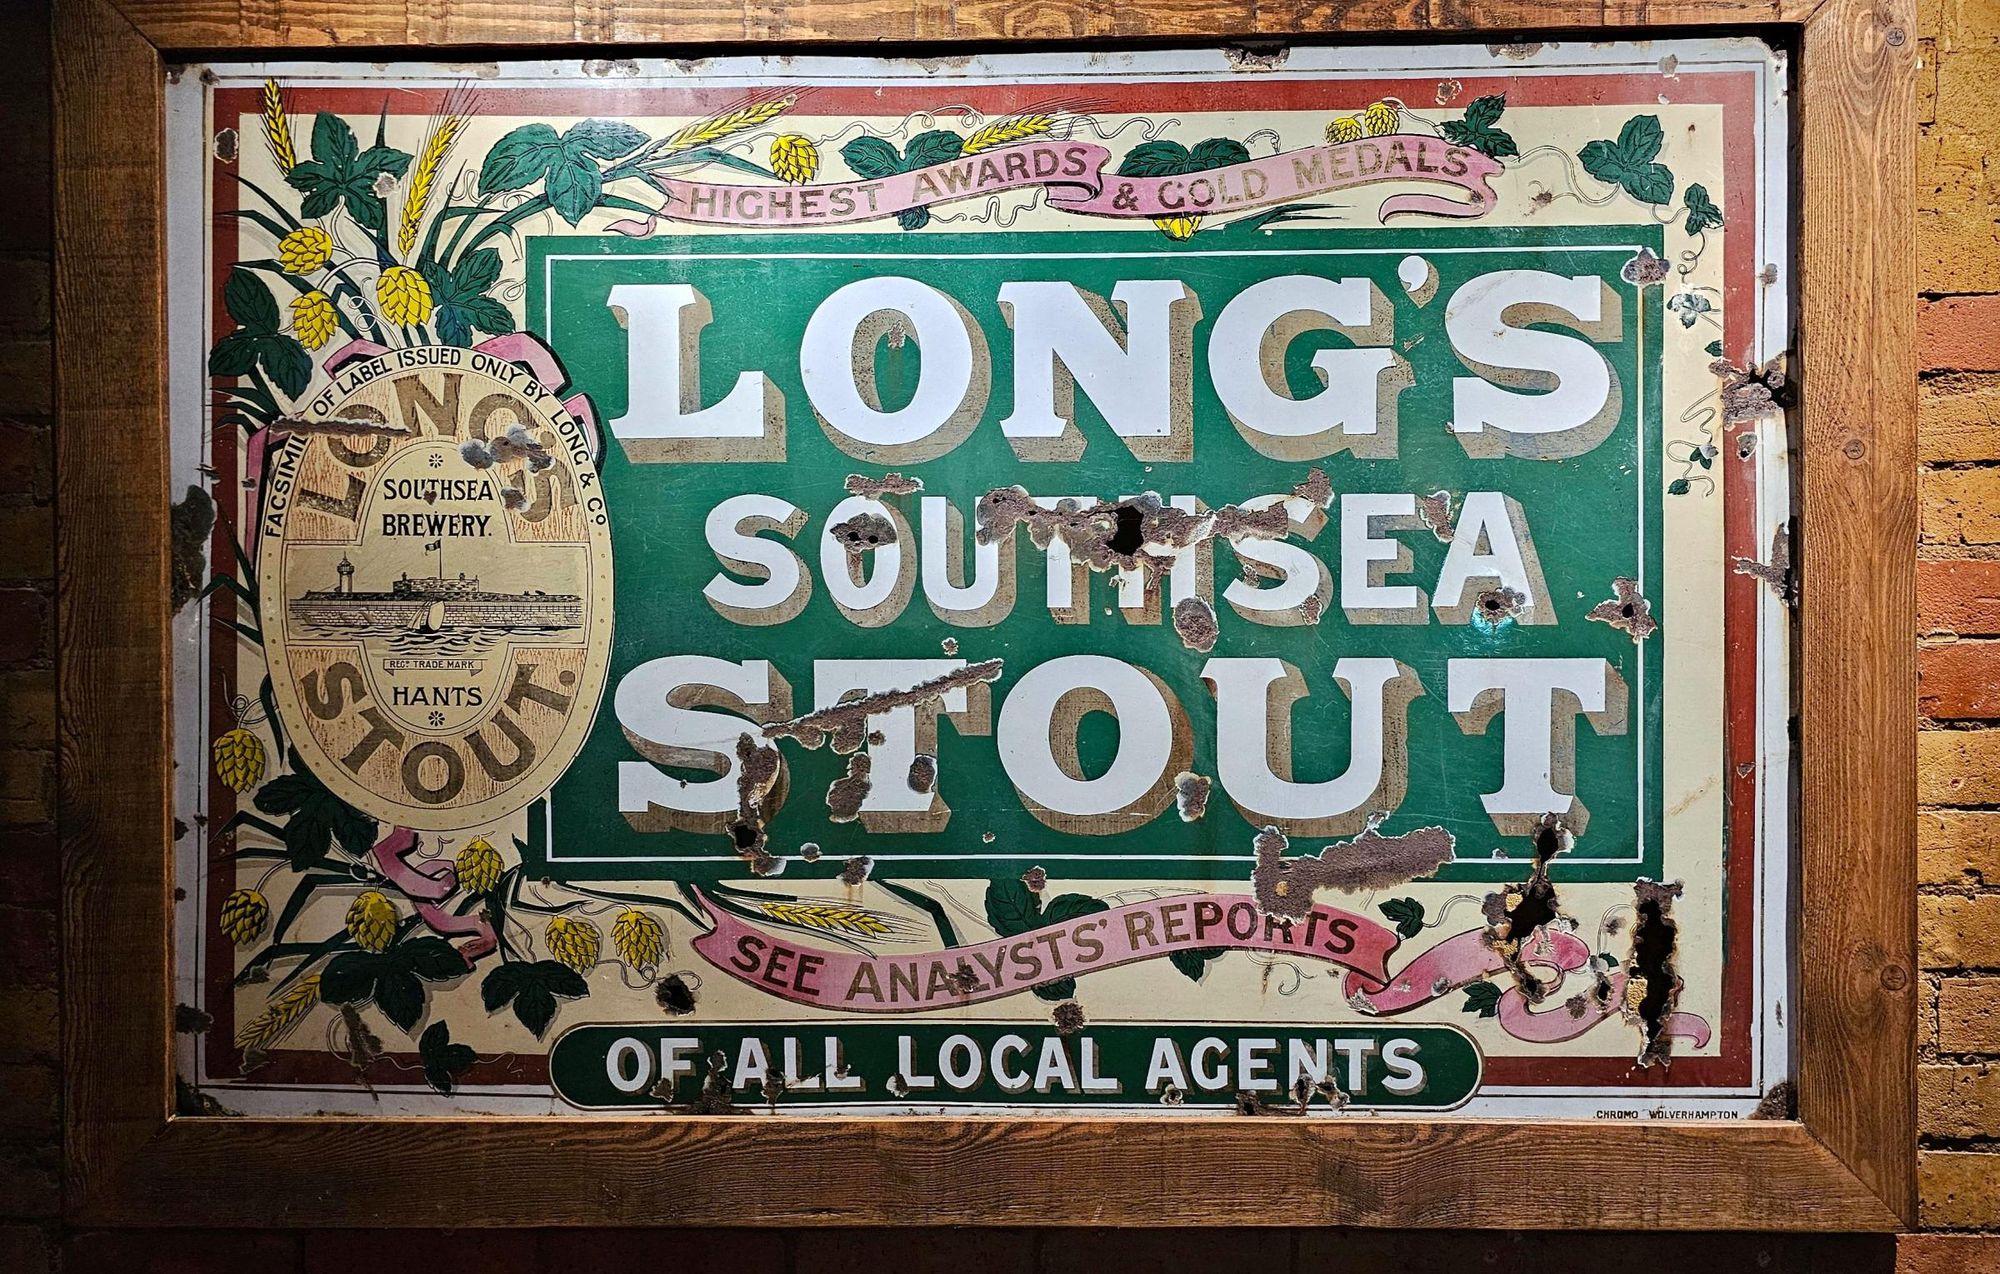 HIGHEST AWARDS & GOLD MEDALS
LONG'S
SOUTHSEA
STOUT
FACSIMILE OF LABEL ISSUED ONLY BY LONG & Co
LONG'S
SOUTHSEA
BREWERY.
REGD TRADE MARK
HANTS
STOUT.
SEE ANALYSTS' REPORTS
OF ALL LOCAL AGENTS
CHROMO WOLVERHAMPTON